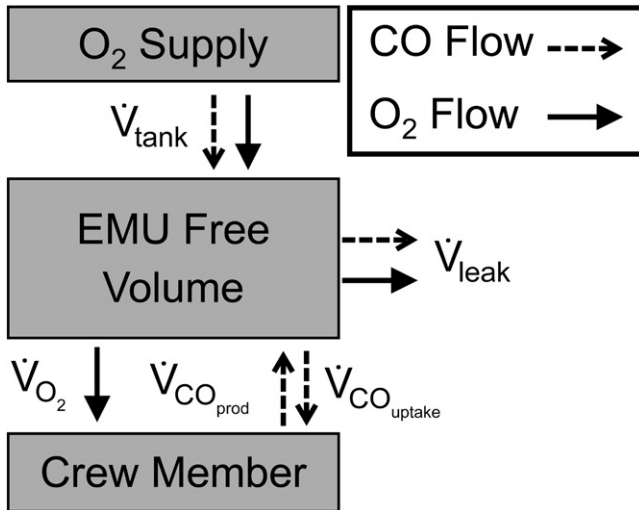 O₂ Supply
CO Flow
O₂ Flow
V̇tank
EMU Free
Volume
V̇leak
V̇O₂
V̇COprod
V̇COuptake
Crew Member